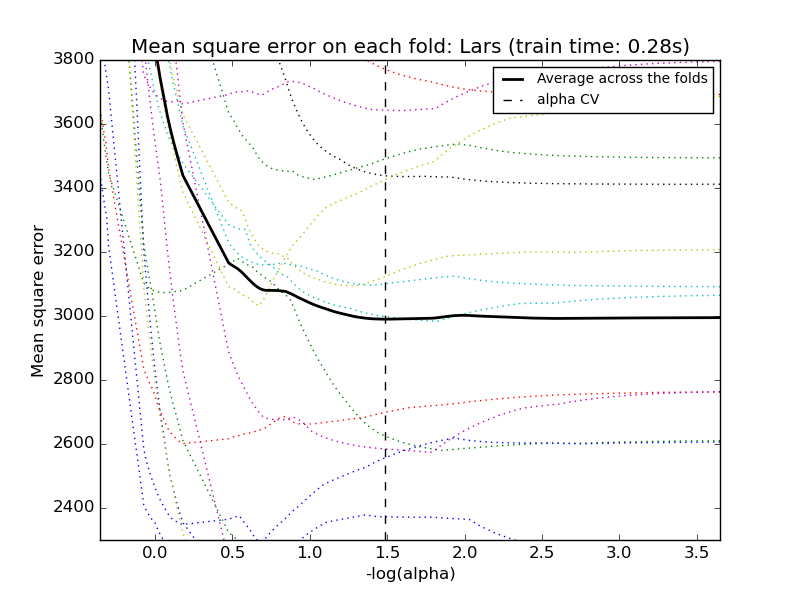 Mean square error on each fold: Lars (train time: 0.28s)
Average across the folds
alpha CV
3800
3600
3400
3200
3000
2800
2600
2400
Mean square error
0.0 0.5 1.0 1.5 2.0 2.5 3.0 3.5
-log(alpha)